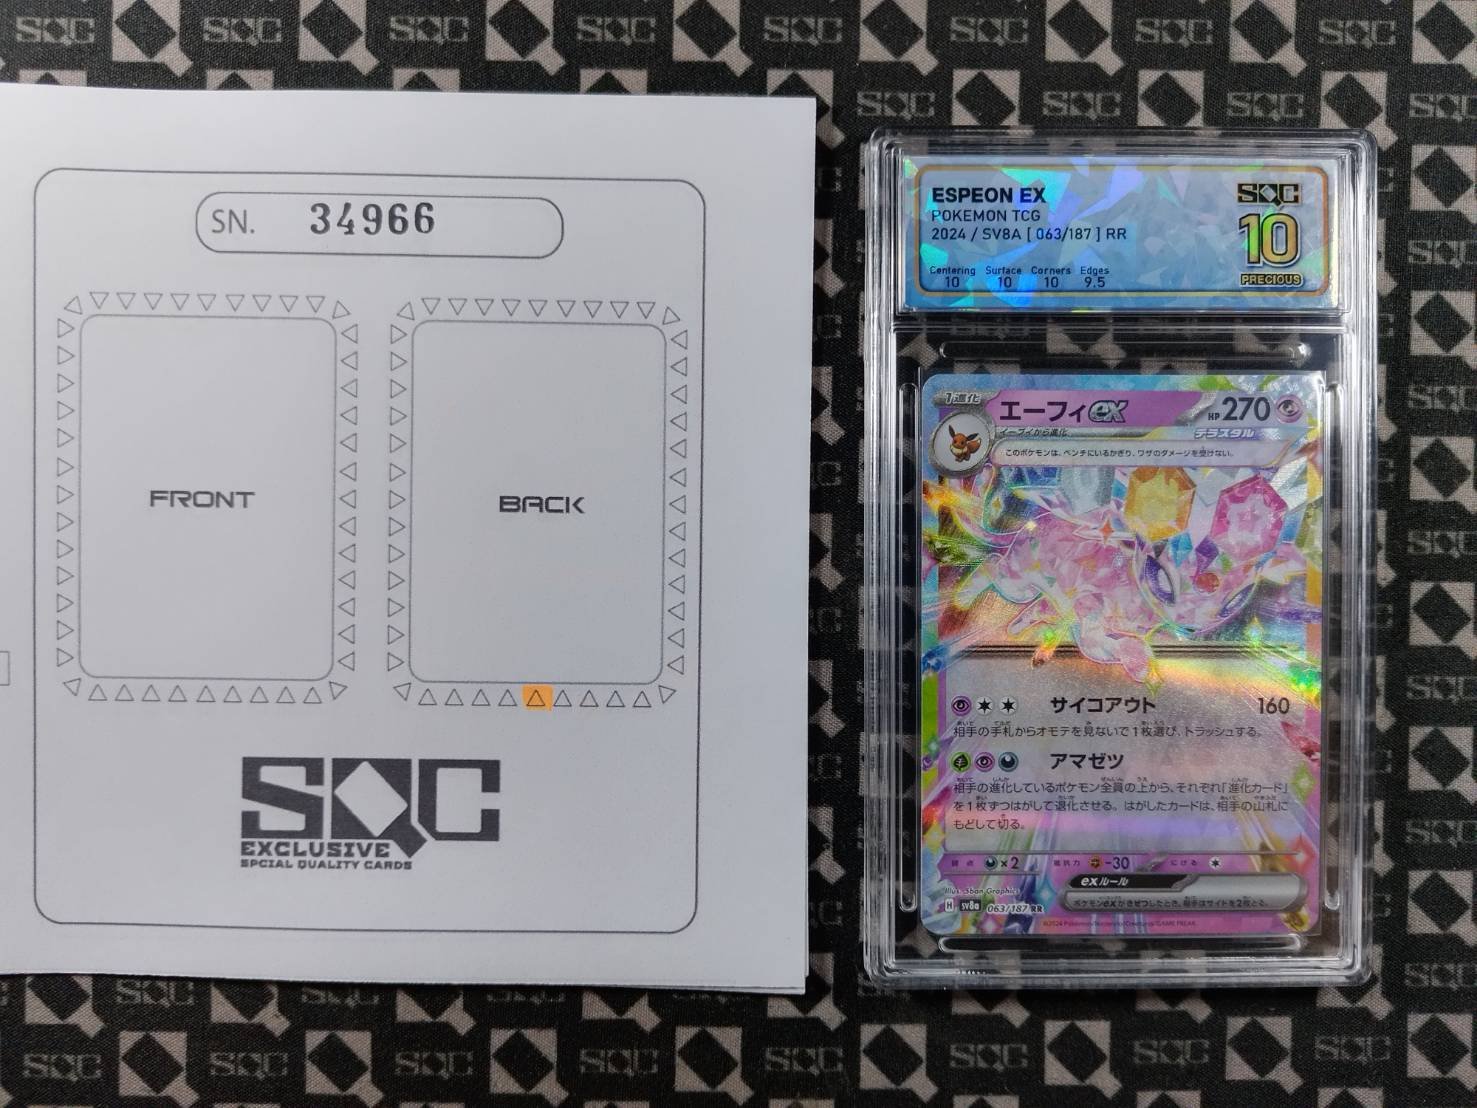 SN. 34966
FRONT
BACK
SQC
EXCLUSIVE
SPCIAL QUALITY CARDS
ESPEON EX
POKEMON TCG
2024 / SV8A [ 063/187 ] RR
Centering Surface Corners Edges
10 10 10 9.5
SQC
10
PRECIOUS
1進化
エーフィex
HP270
イーブイから進化
テラスタル
このポケモンは、ベンチにいるかぎり、ワザのダメージを受けない。
サイコアウト 160
相手の手札からオモテを見ないで1枚選び、トラッシュする。
アマゼツ
相手の進化しているポケモン全員の上から、それぞれ「進化カード」
を1枚ずつはがして退化させる。はがしたカードは、相手の山札に
もどして切る。
弱点 ×2 抵抗力 -30 にげる
exルール
ポケモンexがきぜつしたとき、相手はサイドを2枚とる。
Illus. 5ban Graphics
H sv8a 063/187 RR
©2024 Pokémon/Nintendo/Creatures/GAME FREAK